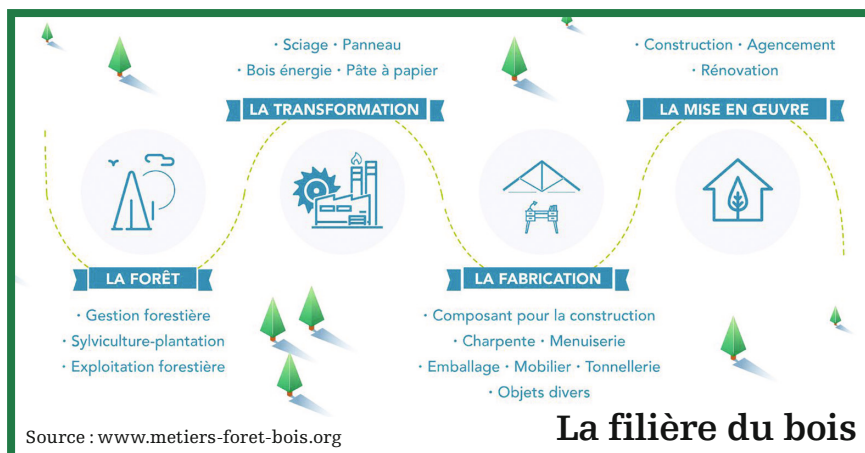 · Sciage · Panneau
· Bois énergie · Pâte à papier
LA TRANSFORMATION
· Construction · Agencement
· Rénovation
LA MISE EN ŒUVRE
LA FORÊT
· Gestion forestière
· Sylviculture-plantation
· Exploitation forestière
LA FABRICATION
· Composant pour la construction
· Charpente · Menuiserie
· Emballage · Mobilier · Tonnellerie
· Objets divers
Source : www.metiers-foret-bois.org
La filière du bois